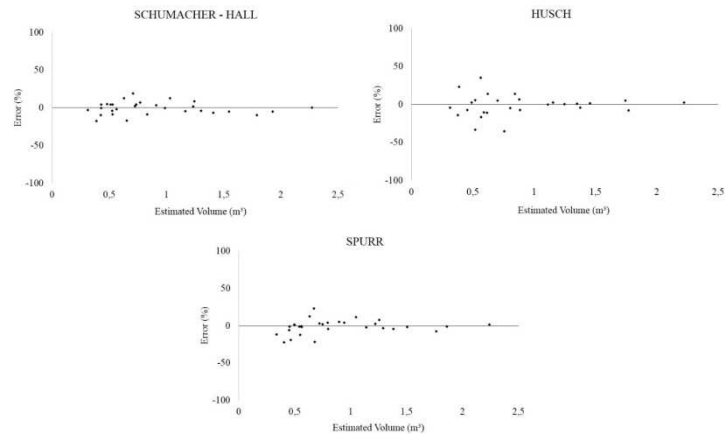 SCHUMACHER - HALL
100
50
0
-50
-100
Error (%)
0 0,5 1 1,5 2 2,5
Estimated Volume (m³)
HUSCH
100
50
0
-50
-100
Error (%)
0 0,5 1 1,5 2 2,5
Estimated Volume (m³)
SPURR
100
50
0
-50
-100
Error (%)
0 0,5 1 1,5 2 2,5
Estimated Volume (m³)